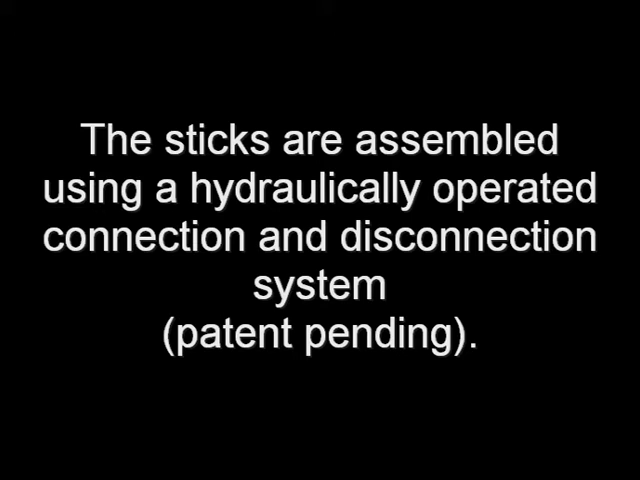 The sticks are assembled
using a hydraulically operated
connection and disconnection
system
(patent pending).